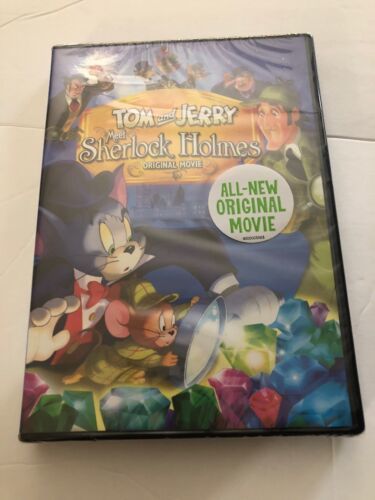 TOM and JERRY
Meet
Sherlock Holmes
ORIGINAL MOVIE
ALL-NEW
ORIGINAL
MOVIE